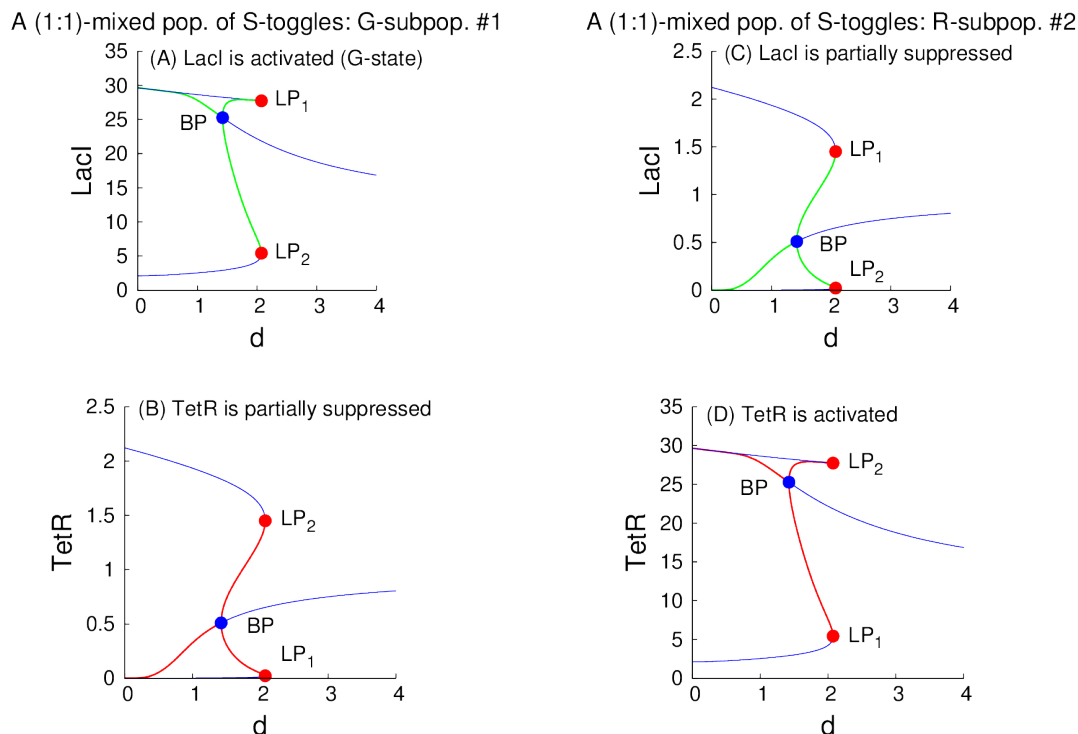 A (1:1)-mixed pop. of S-toggles: G-subpop. #1
A (1:1)-mixed pop. of S-toggles: R-subpop. #2
(A) LacI is activated (G-state)
35
30
25
20
15
10
5
0
LacI
BP
LP1
LP2
0 1 2 3 4
d
(C) LacI is partially suppressed
2.5
2
1.5
1
0.5
0
LacI
LP1
BP
LP2
0 1 2 3 4
d
(B) TetR is partially suppressed
2.5
2
1.5
1
0.5
0
TetR
LP2
BP
LP1
0 1 2 3 4
d
(D) TetR is activated
35
30
25
20
15
10
5
0
TetR
LP2
BP
LP1
0 1 2 3 4
d